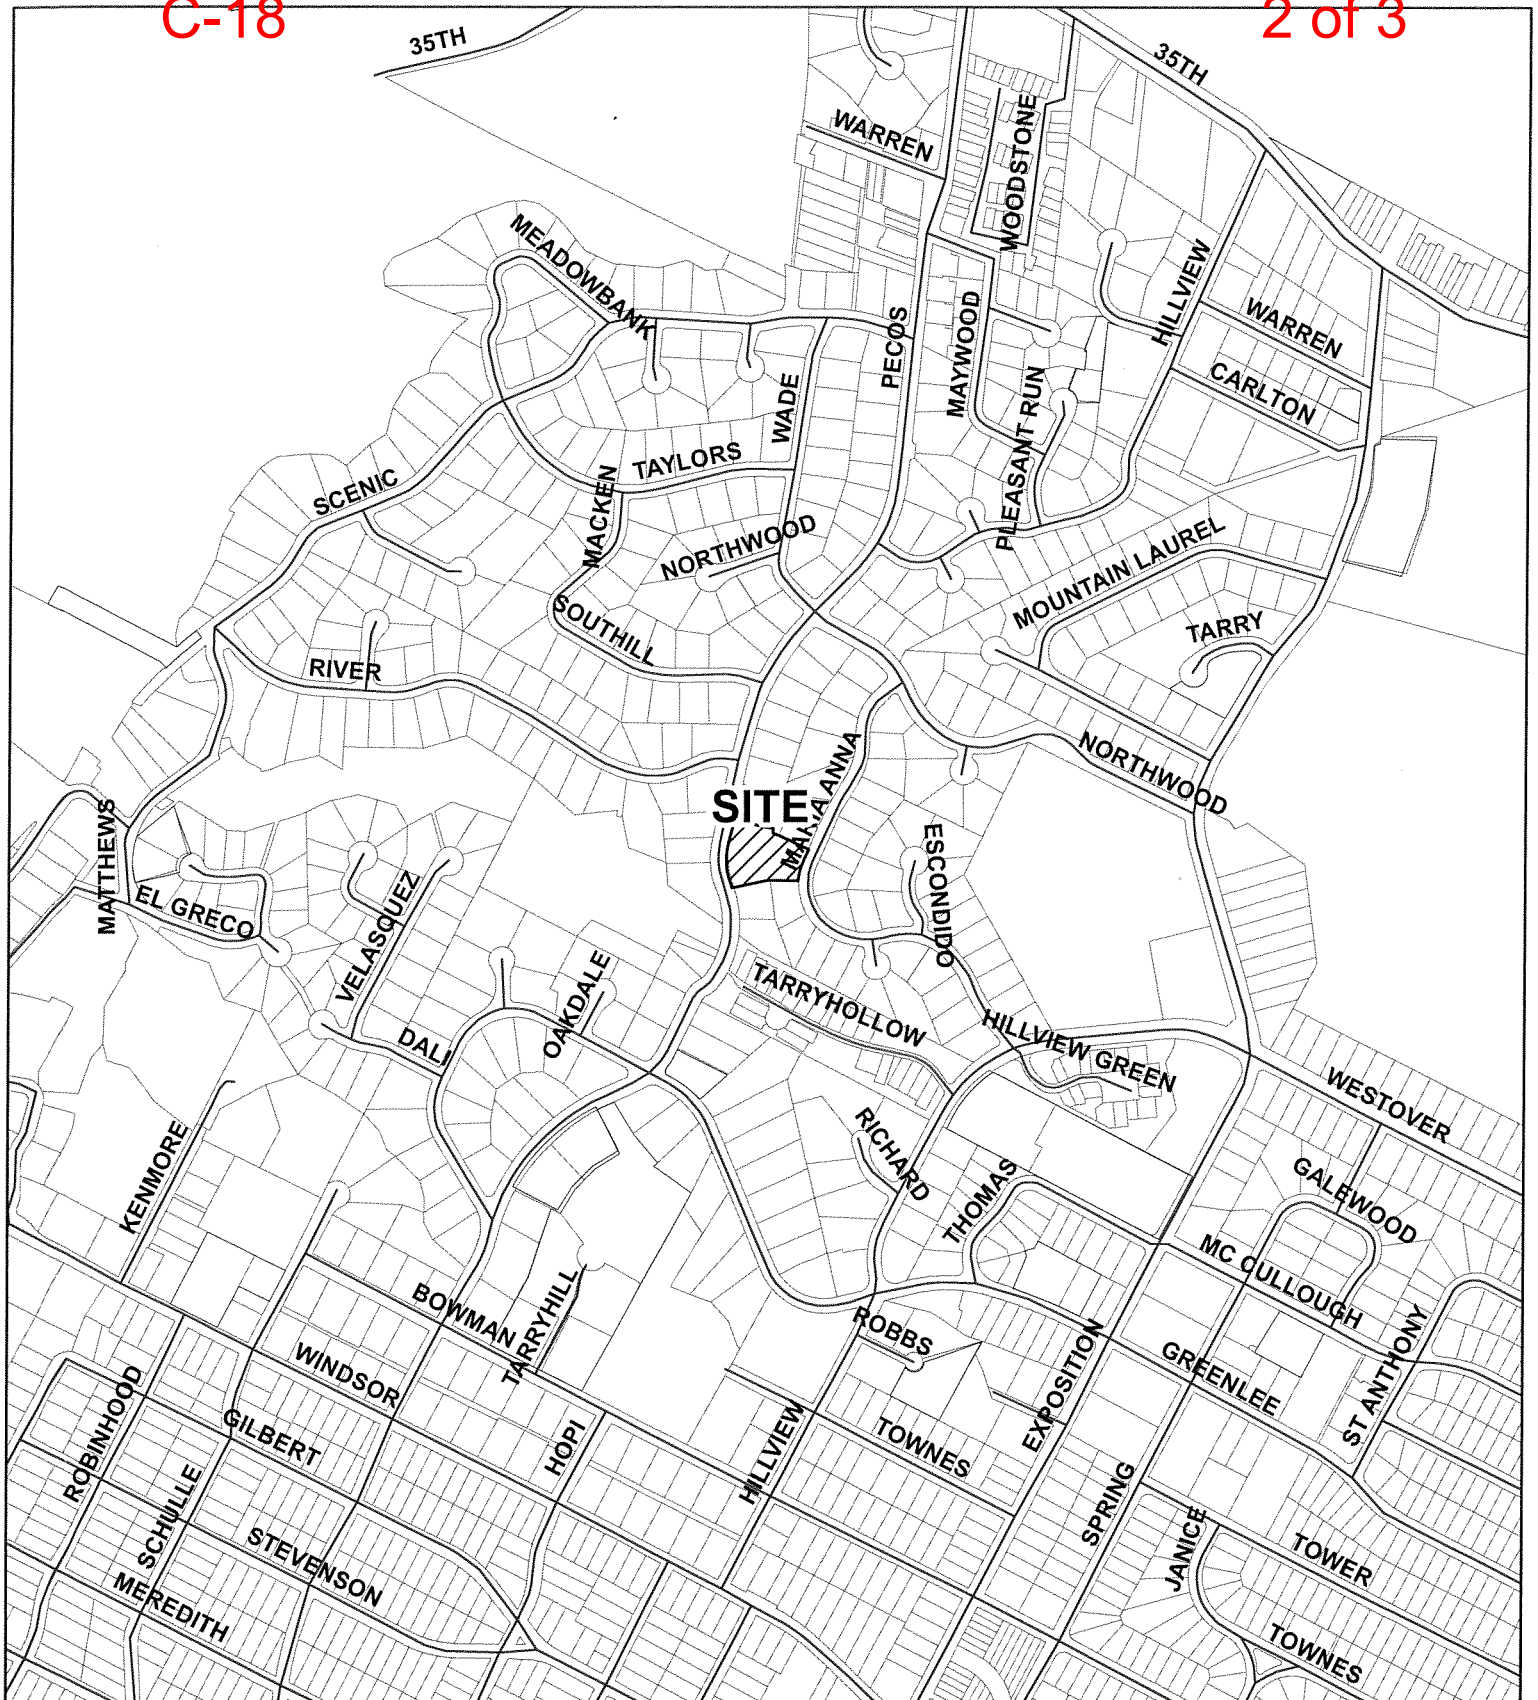 C-18
2 of 3
35TH
35TH
WARREN
WOODSTONE
MEADOWBANK
HILLVIEW
WARREN
PECOS
MAYWOOD
CARLTON
WADE
PLEASANT RUN
TAYLORS
SCENIC
MACKEN
NORTHWOOD
MOUNTAIN LAUREL
SOUTHILL
TARRY
RIVER
MARIA ANNA
NORTHWOOD
SITE
MATTHEWS
ESCONDIDO
EL GRECO
VELASQUEZ
OAKDALE
TARRYHOLLOW
HILLVIEW GREEN
DALI
WESTOVER
KENMORE
RICHARD
THOMAS
GALEWOOD
MC CULLOUGH
BOWMAN
TARRYHILL
ROBBS
EXPOSITION
GREENLEE
ST ANTHONY
WINDSOR
ROBINHOOD
GILBERT
HOPI
HILLVIEW
TOWNES
SCHULLE
SPRING
JANICE
TOWER
STEVENSON
MEREDITH
TOWNES